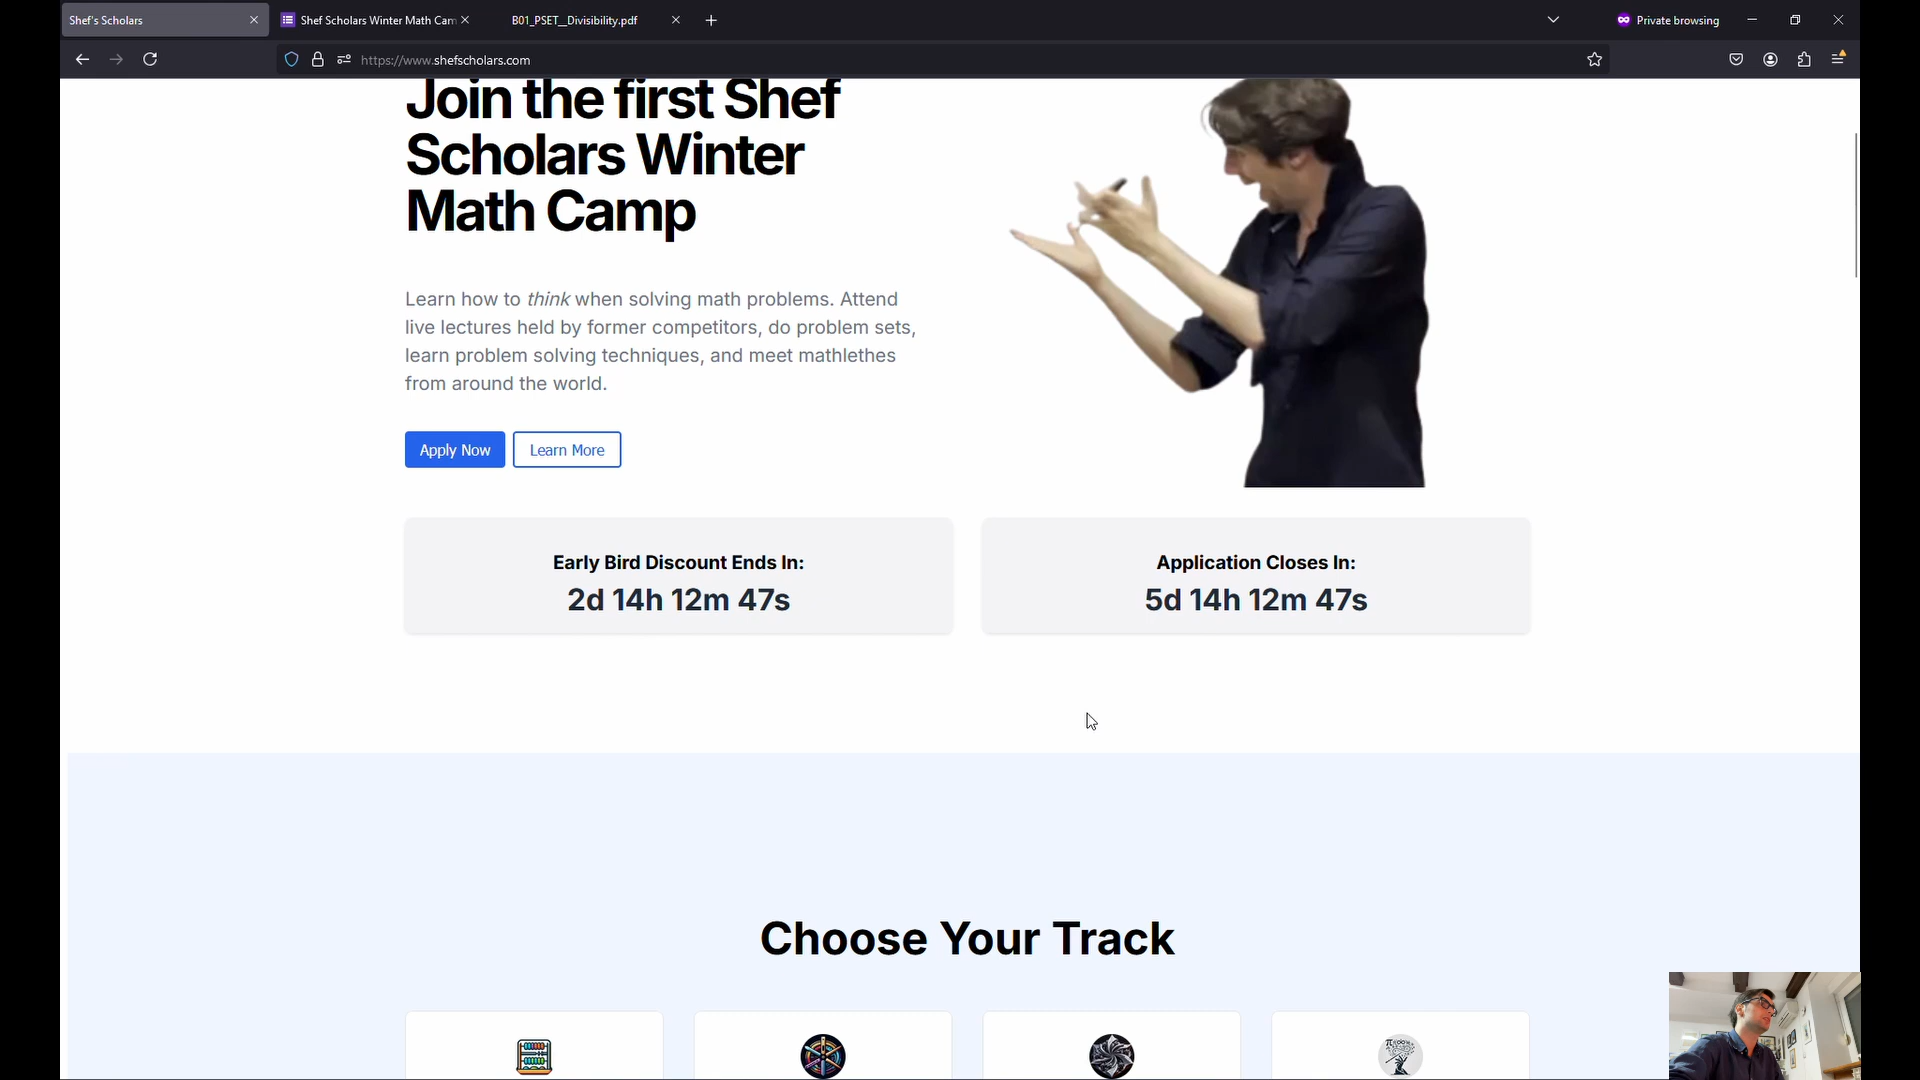 Shef's Scholars
Shef Scholars Winter Math Cam
B01_PSET__Divisibility.pdf
Private browsing
https://www.shefscholars.com
Join the first Shef
Scholars Winter
Math Camp
Learn how to think when solving math problems. Attend
live lectures held by former competitors, do problem sets,
learn problem solving techniques, and meet mathlethes
from around the world.
Apply Now
Learn More
Early Bird Discount Ends In:
2d 14h 12m 47s
Application Closes In:
5d 14h 12m 47s
Choose Your Track